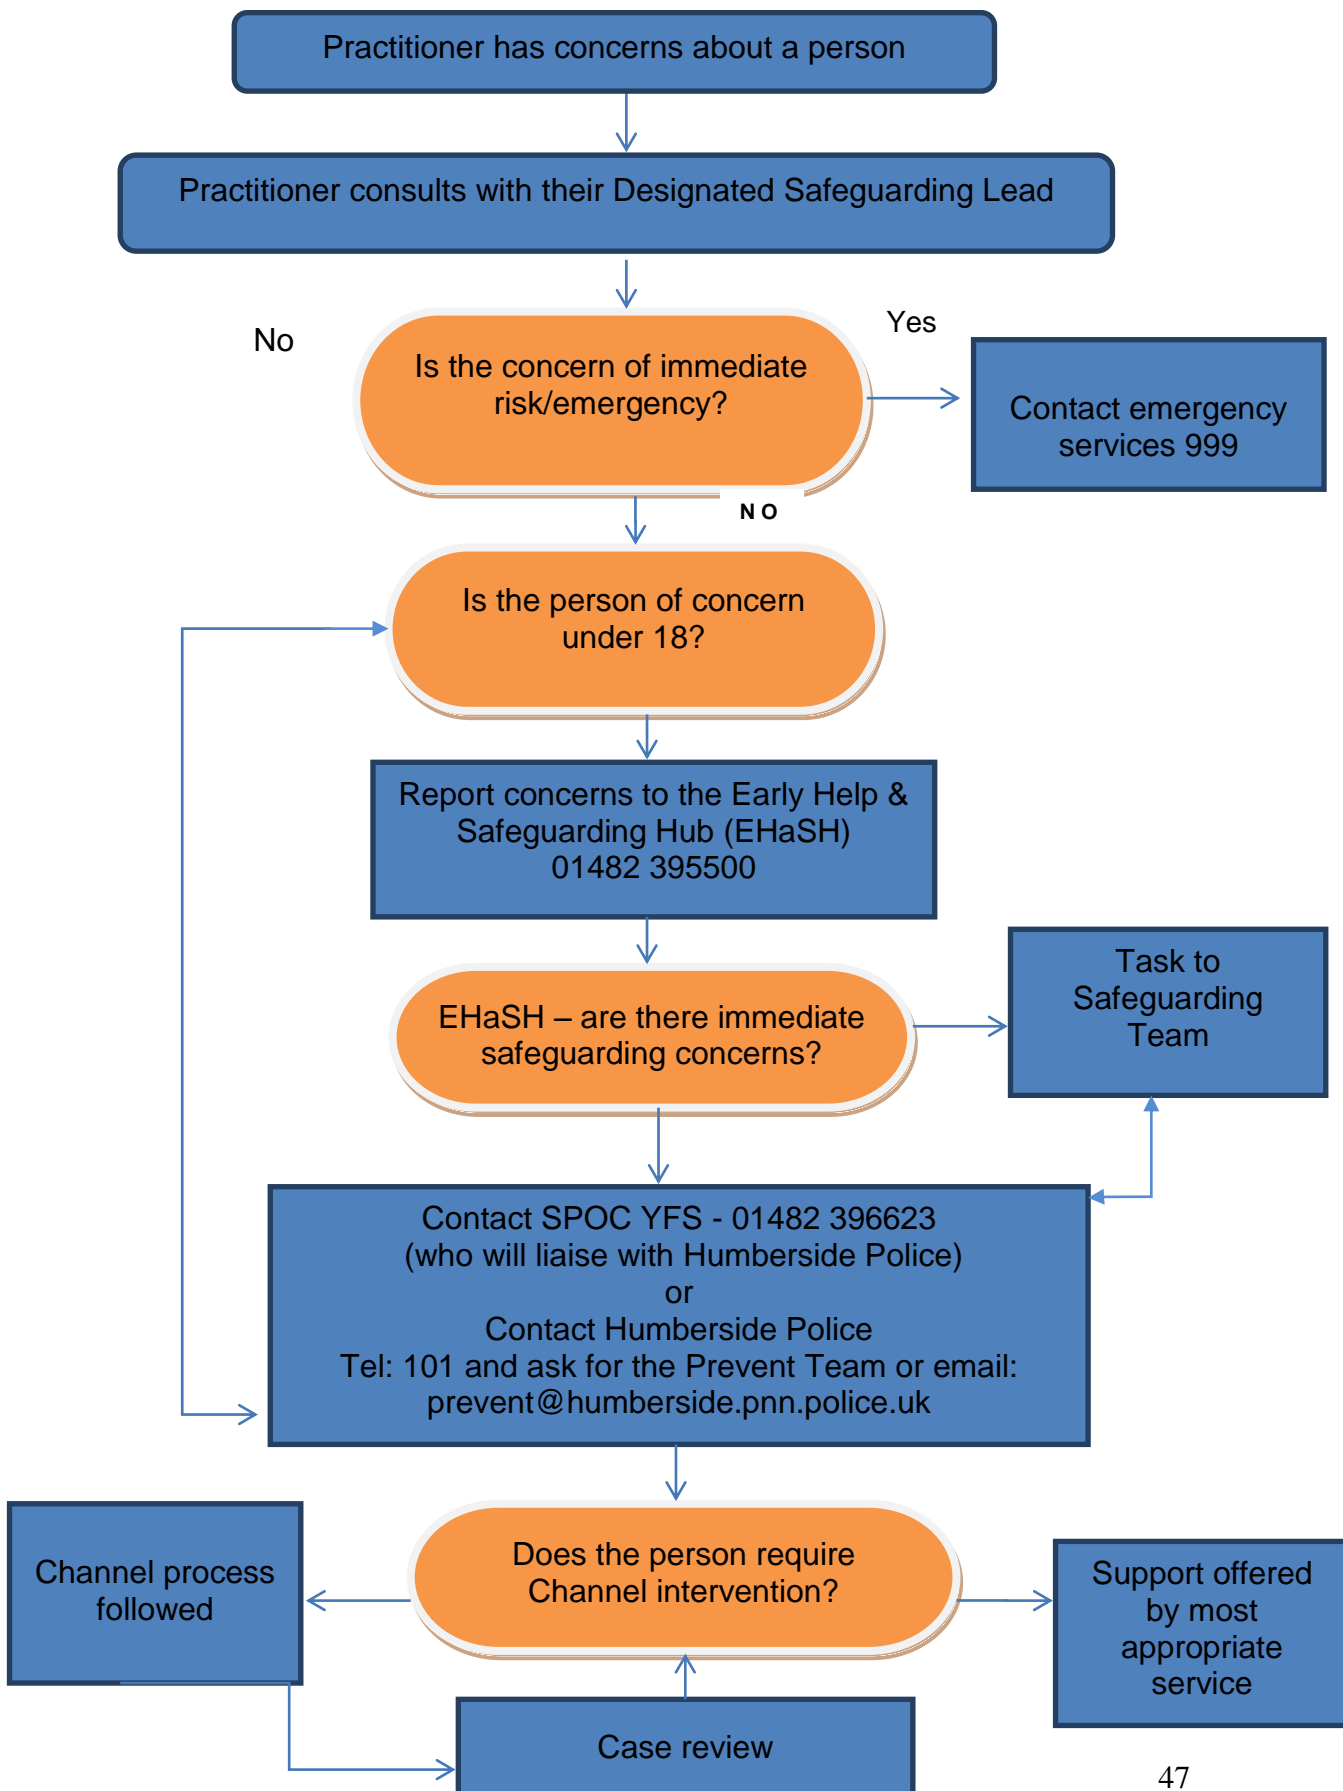 Practitioner has concerns about a person
Practitioner consults with their Designated Safeguarding Lead
No
Yes
Is the concern of immediate
risk/emergency?
Contact emergency
services 999
N O
Is the person of concern
under 18?
Report concerns to the Early Help &
Safeguarding Hub (EHaSH)
01482 395500
EHaSH – are there immediate
safeguarding concerns?
Task to
Safeguarding
Team
Contact SPOC YFS - 01482 396623
(who will liaise with Humberside Police)
or
Contact Humberside Police
Tel: 101 and ask for the Prevent Team or email:
prevent@humberside.pnn.police.uk
Does the person require
Channel intervention?
Channel process
followed
Support offered
by most
appropriate
service
Case review
47